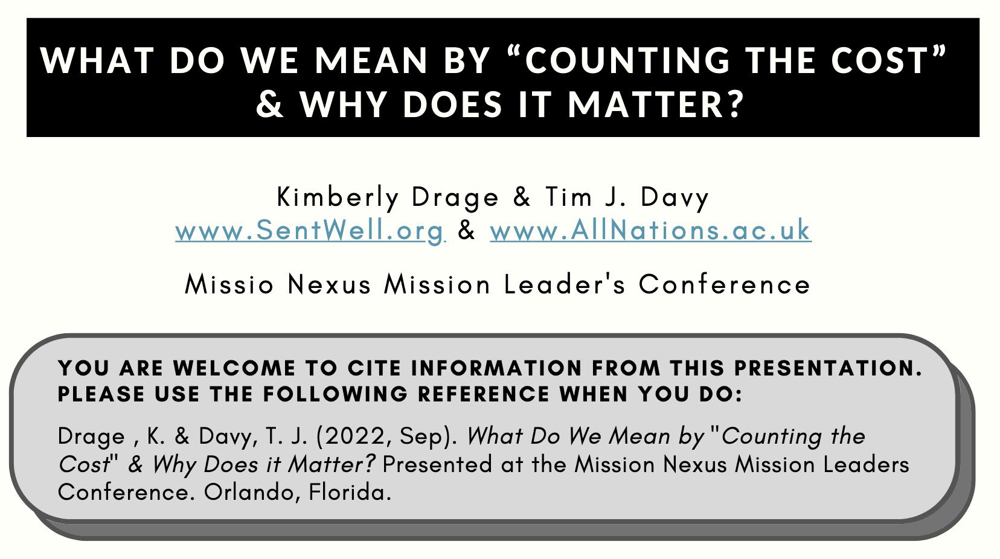 WHAT DO WE MEAN BY “COUNTING THE COST”
& WHY DOES IT MATTER?
Kimberly Drage & Tim J. Davy
www.SentWell.org & www.AllNations.ac.uk
Missio Nexus Mission Leader's Conference
YOU ARE WELCOME TO CITE INFORMATION FROM THIS PRESENTATION.
PLEASE USE THE FOLLOWING REFERENCE WHEN YOU DO:
Drage , K. & Davy, T. J. (2022, Sep). What Do We Mean by "Counting the
Cost" & Why Does it Matter? Presented at the Mission Nexus Mission Leaders
Conference. Orlando, Florida.